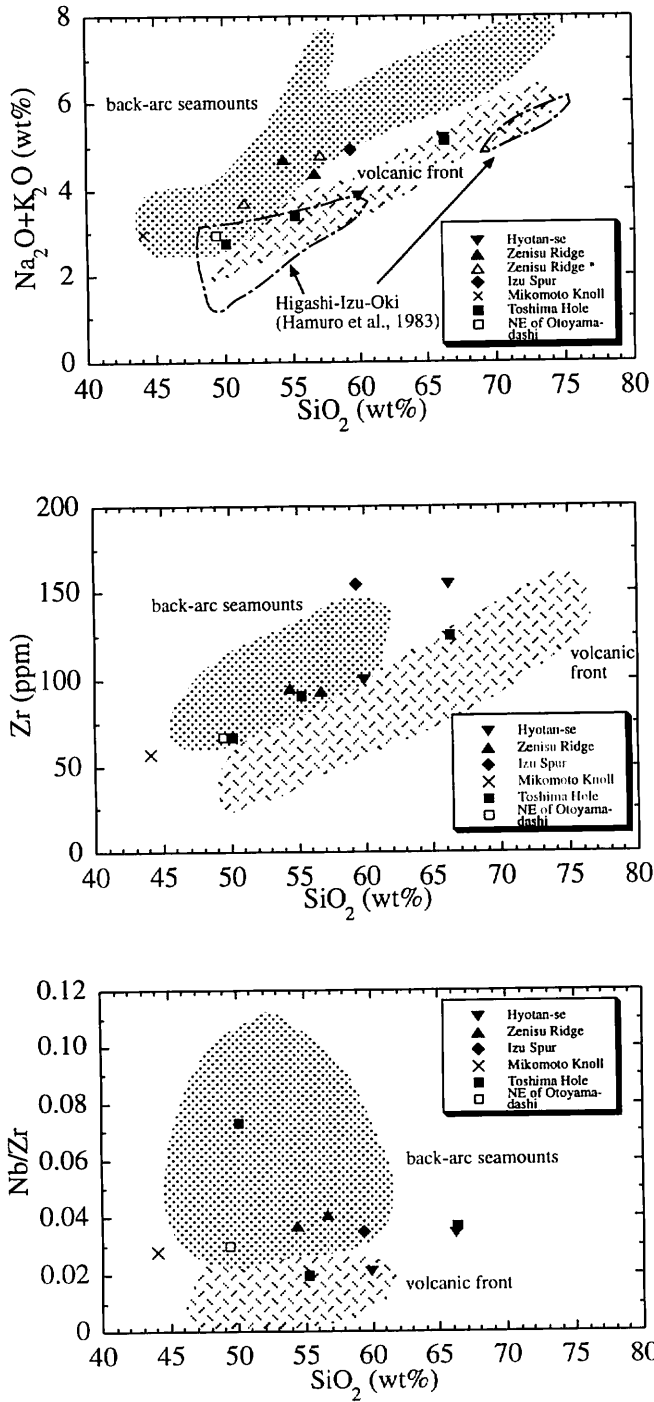 8
6
4
2
0
Na2O+K2O (wt%)
back-arc seamounts
volcanic front
Higashi-Izu-Oki
(Hamuro et al., 1983)
Hyotan-se
Zenisu Ridge
Zenisu Ridge *
Izu Spur
Mikomoto Knoll
Toshima Hole
NE of Otoyama-
dashi
40 45 50 55 60 65 70 75 80
SiO2 (wt%)
200
150
100
50
0
Zr (ppm)
back-arc seamounts
volcanic
front
Hyotan-se
Zenisu Ridge
Izu Spur
Mikomoto Knoll
Toshima Hole
NE of Otoyama-
dashi
40 45 50 55 60 65 70 75 80
SiO2 (wt%)
0.12
0.10
0.08
0.06
0.04
0.02
0
Nb/Zr
Hyotan-se
Zenisu Ridge
Izu Spur
Mikomoto Knoll
Toshima Hole
NE of Otoyama-
dashi
back-arc seamounts
volcanic front
40 45 50 55 60 65 70 75 80
SiO2 (wt%)